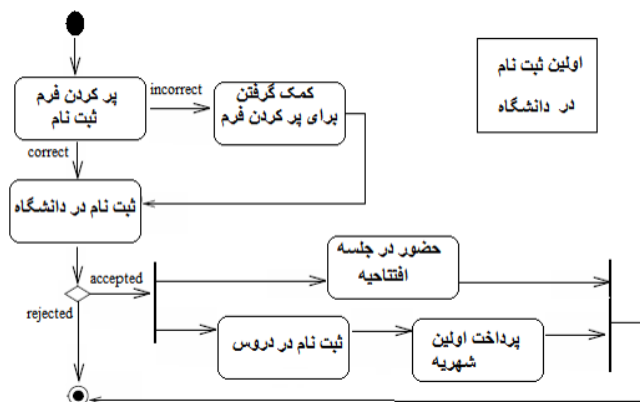 اولین ثبت نام
در دانشگاه
پر کردن فرم
ثبت نام
incorrect
کمک گرفتن
برای پر کردن فرم
correct
ثبت نام در دانشگاه
accepted
rejected
حضور در جلسه
افتتاحیه
ثبت نام در دروس
پرداخت اولین
شهریه